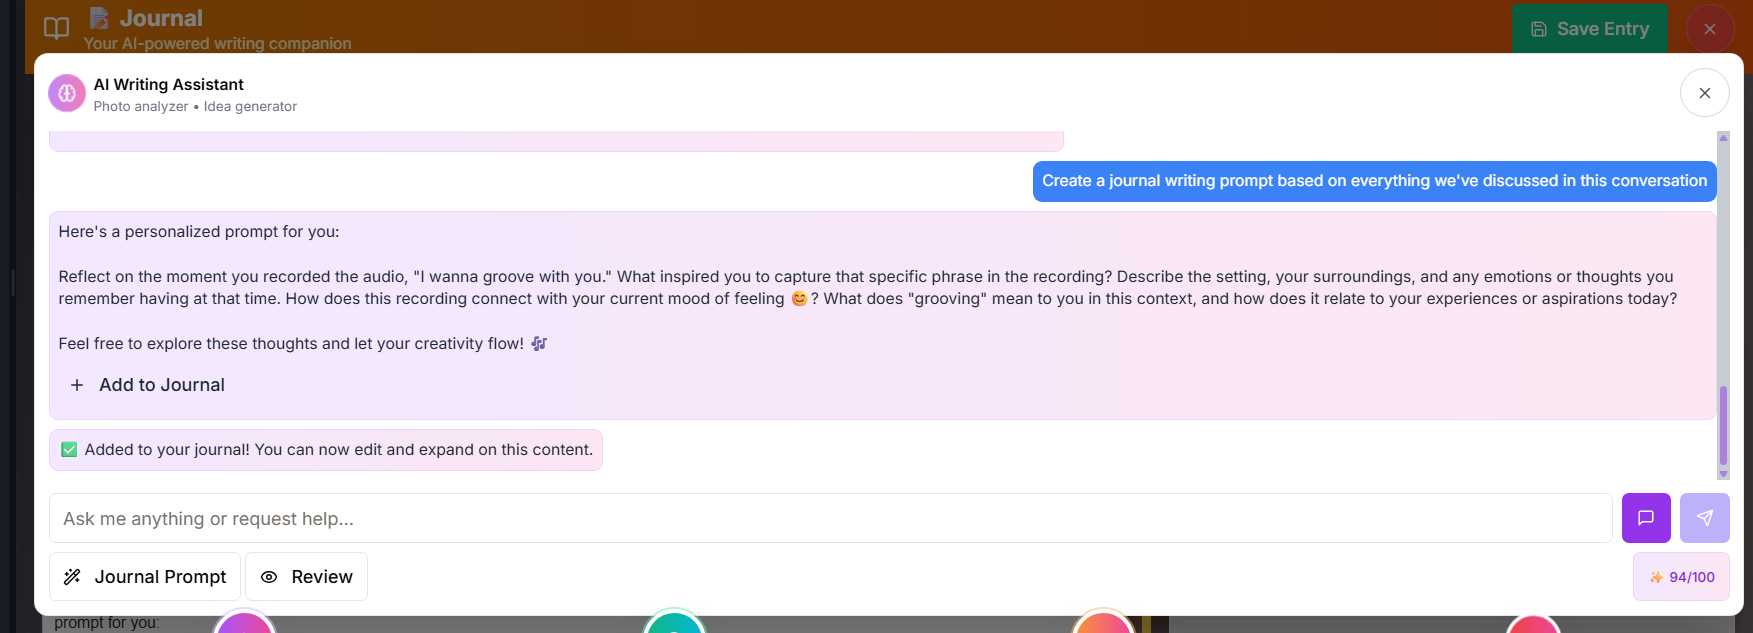 📝 Journal
Your AI-powered writing companion
Save Entry
AI Writing Assistant
Photo analyzer • Idea generator
Create a journal writing prompt based on everything we've discussed in this conversation
Here's a personalized prompt for you:
Reflect on the moment you recorded the audio, "I wanna groove with you." What inspired you to capture that specific phrase in the recording? Describe the setting, your surroundings, and any emotions or thoughts you
remember having at that time. How does this recording connect with your current mood of feeling 😊? What does "grooving" mean to you in this context, and how does it relate to your experiences or aspirations today?
Feel free to explore these thoughts and let your creativity flow! 🎶
+ Add to Journal
✅ Added to your journal! You can now edit and expand on this content.
Ask me anything or request help...
Journal Prompt
Review
✨ 94/100
prompt for you: